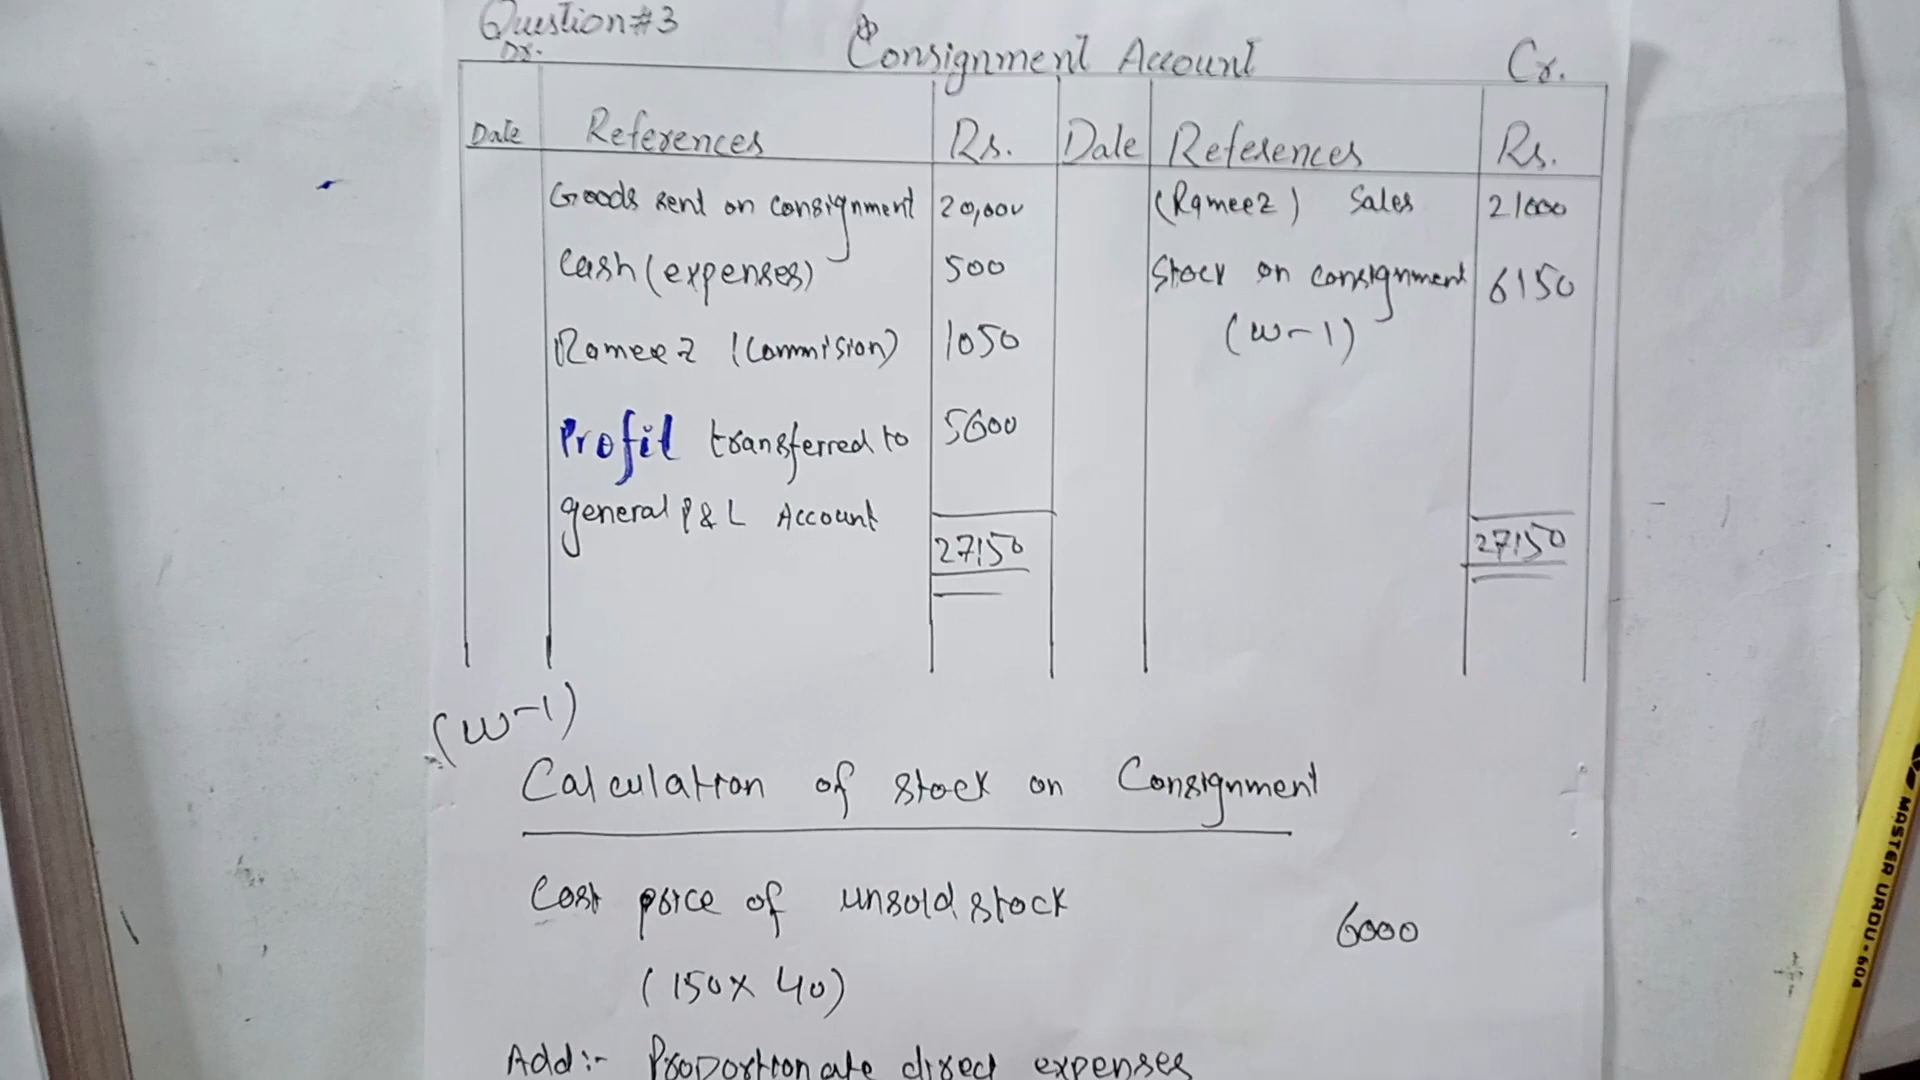 Question#3
Dr. Consignment Account Cr.
Date References Rs. Date References Rs.
Goods sent on consignment 20,000 (Rameez) Sales 21000
Cash (expenses) 500 Stock on consignment 6150
(w-1)
Rameez (Commision) 1050
Profit transferred to 5600
general P&L Account
27150 27150
(w-1)
Calculation of stock on Consignment
Cost price of unsold stock 6000
(150x40)
Add:- Proportionate direct expenses
MASTER URDU-604